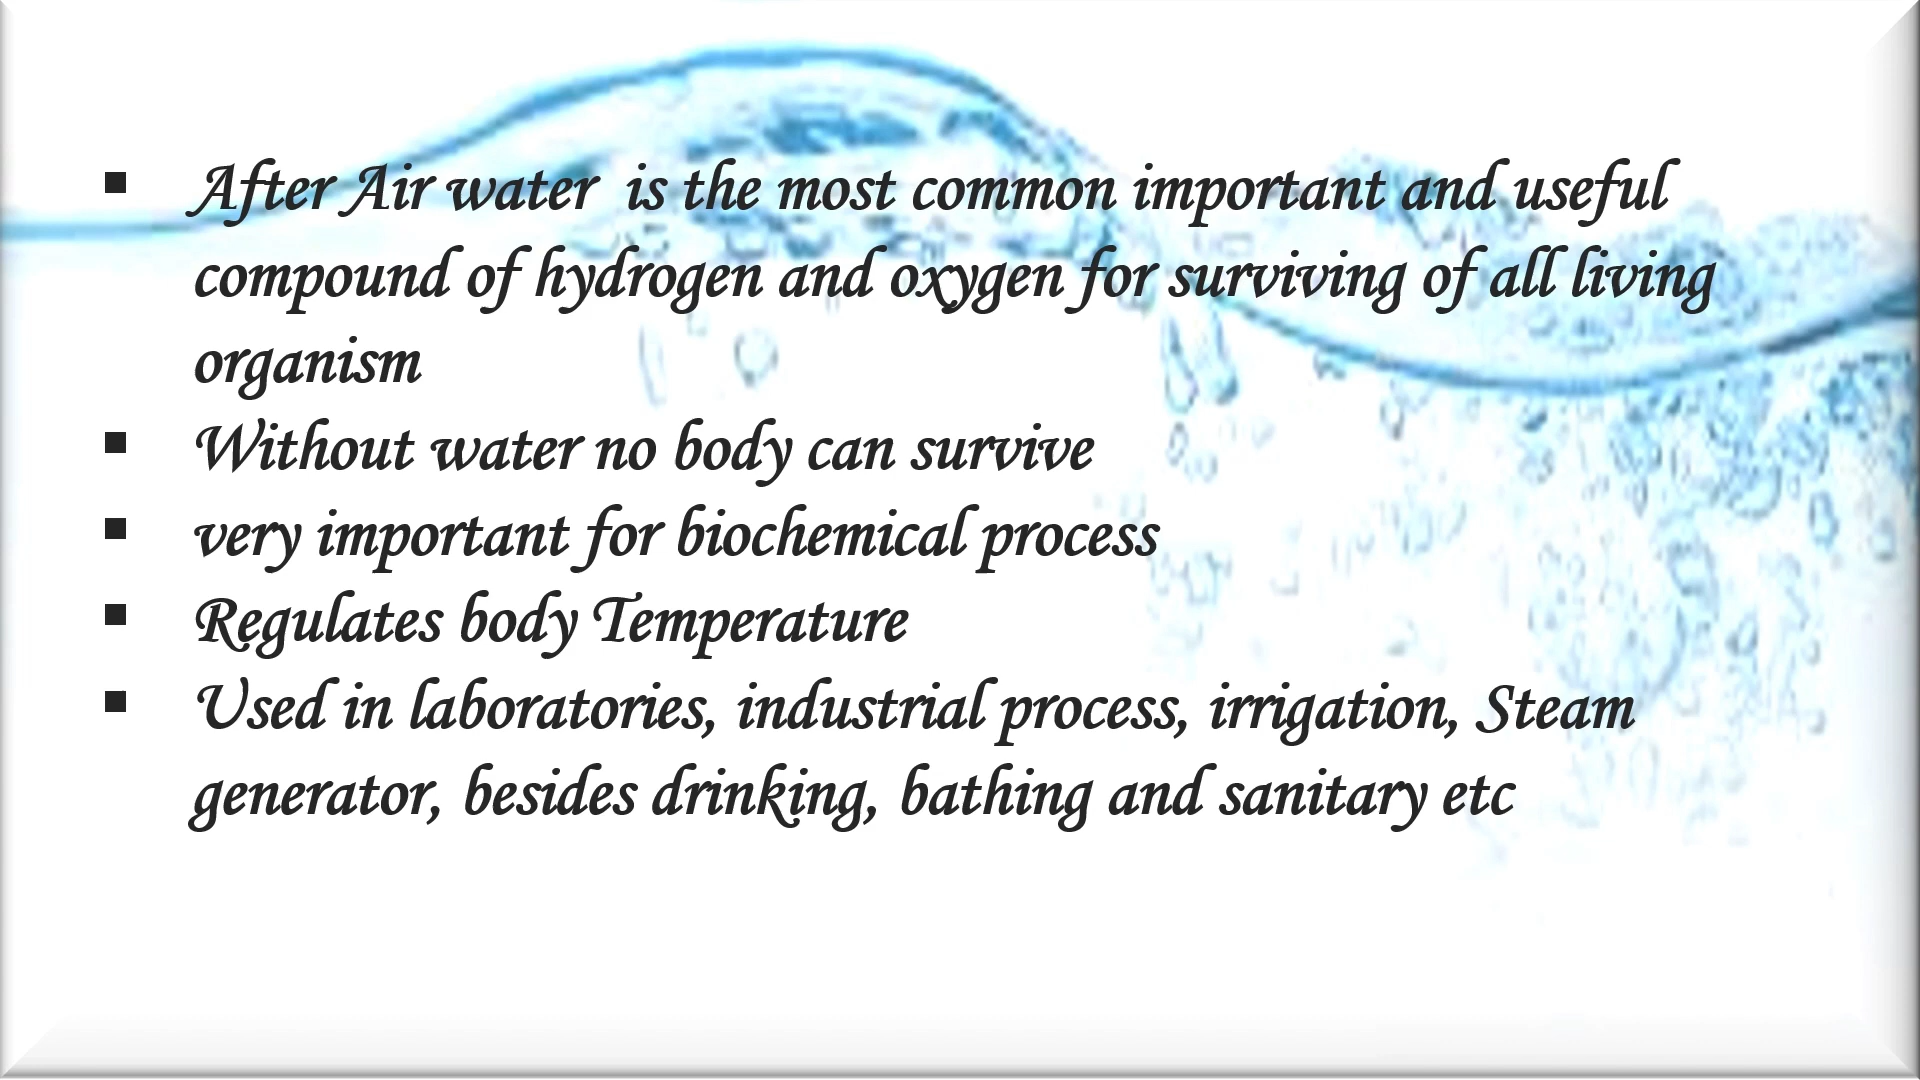 ▪ After Air water  is the most common important and useful
compound of hydrogen and oxygen for surviving of all living
organism
▪ Without water no body can survive
▪ very important for biochemical process
▪ Regulates body Temperature
▪ Used in laboratories, industrial process, irrigation, Steam
generator, besides drinking, bathing and sanitary etc